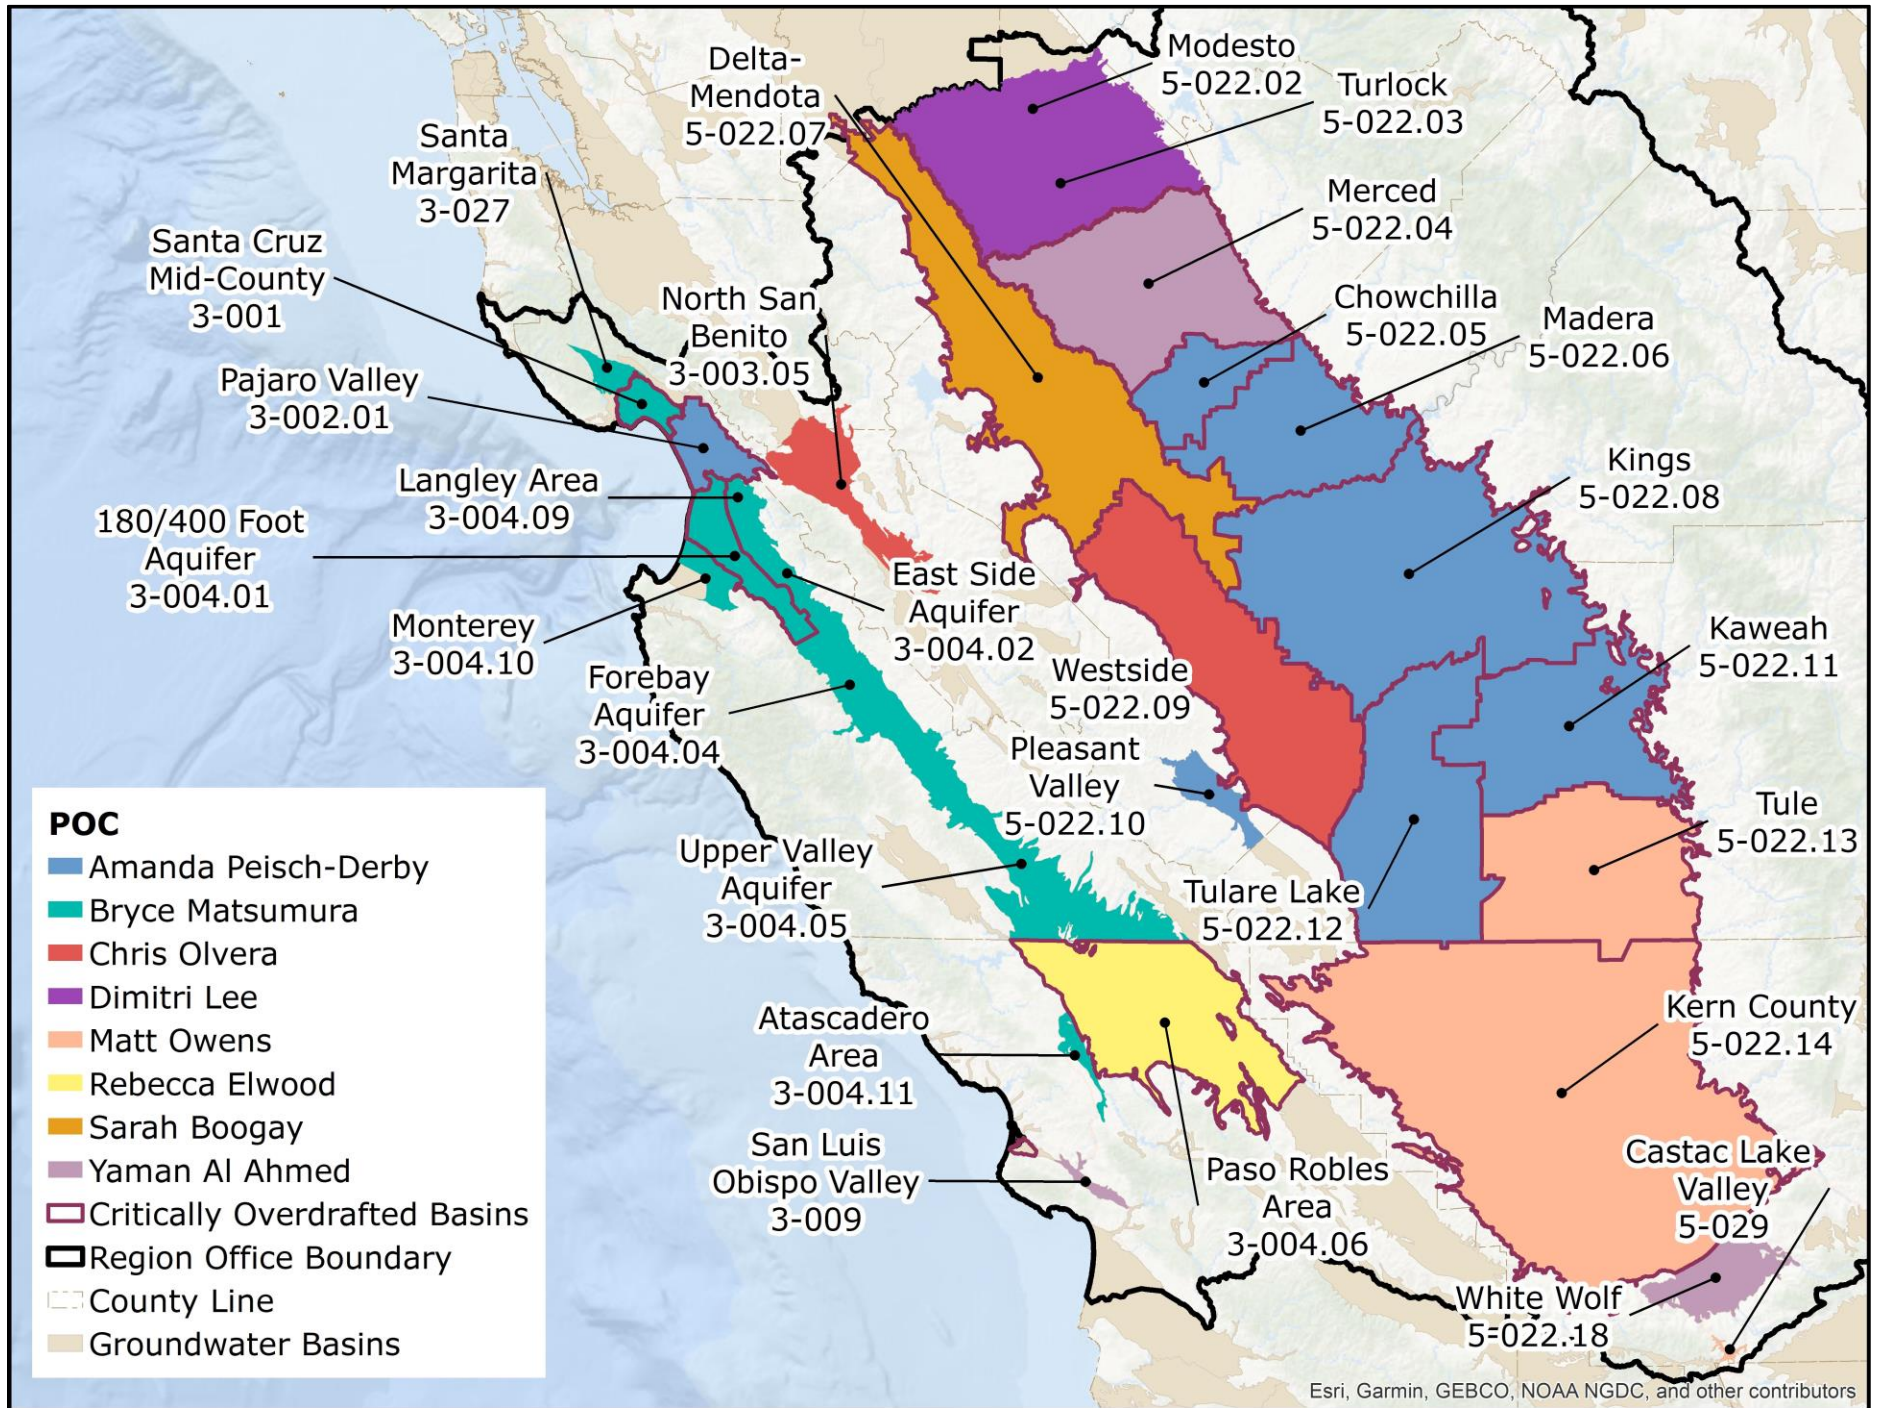 Delta-
Mendota
5-022.07
Modesto
5-022.02
Turlock
5-022.03
Santa
Margarita
3-027
Merced
5-022.04
Santa Cruz
Mid-County
3-001
North San
Benito
3-003.05
Chowchilla
5-022.05
Madera
5-022.06
Pajaro Valley
3-002.01
Langley Area
3-004.09
Kings
5-022.08
180/400 Foot
Aquifer
3-004.01
East Side
Aquifer
3-004.02
Monterey
3-004.10
Kaweah
5-022.11
Forebay
Aquifer
3-004.04
Westside
5-022.09
Pleasant
Valley
5-022.10
Tule
5-022.13
Upper Valley
Aquifer
3-004.05
Tulare Lake
5-022.12
Kern County
5-022.14
Atascadero
Area
3-004.11
San Luis
Obispo Valley
3-009
Paso Robles
Area
3-004.06
Castac Lake
Valley
5-029
White Wolf
5-022.18
POC
Amanda Peisch-Derby
Bryce Matsumura
Chris Olvera
Dimitri Lee
Matt Owens
Rebecca Elwood
Sarah Boogay
Yaman Al Ahmed
Critically Overdrafted Basins
Region Office Boundary
County Line
Groundwater Basins
Esri, Garmin, GEBCO, NOAA NGDC, and other contributors